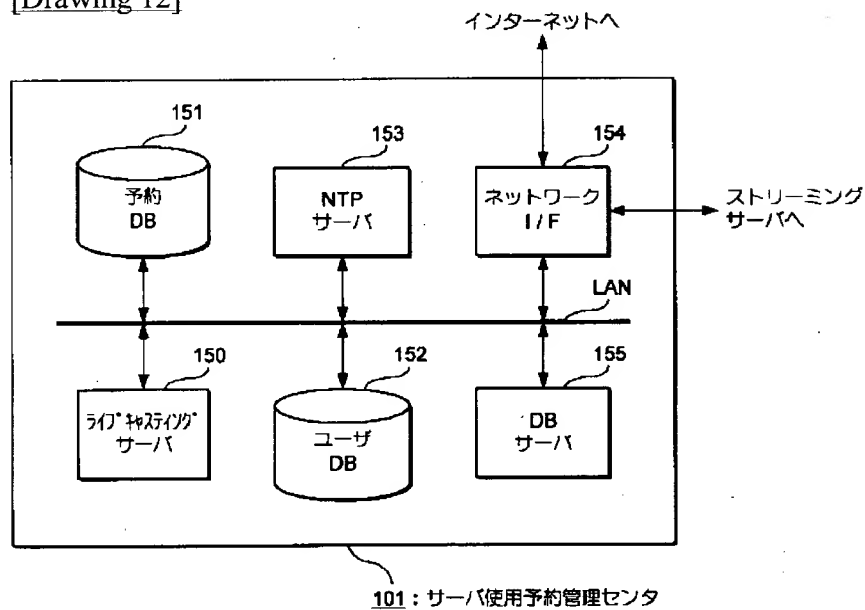 [Drawing 12]
インターネットへ
151
予約
DB
153
NTP
サーバ
154
ネットワーク
I/F
ストリーミング
サーバへ
LAN
150
ﾗｲﾌﾞｷｬｽﾃｨﾝｸﾞ
サーバ
152
ユーザ
DB
155
DB
サーバ
101：サーバ使用予約管理センタ